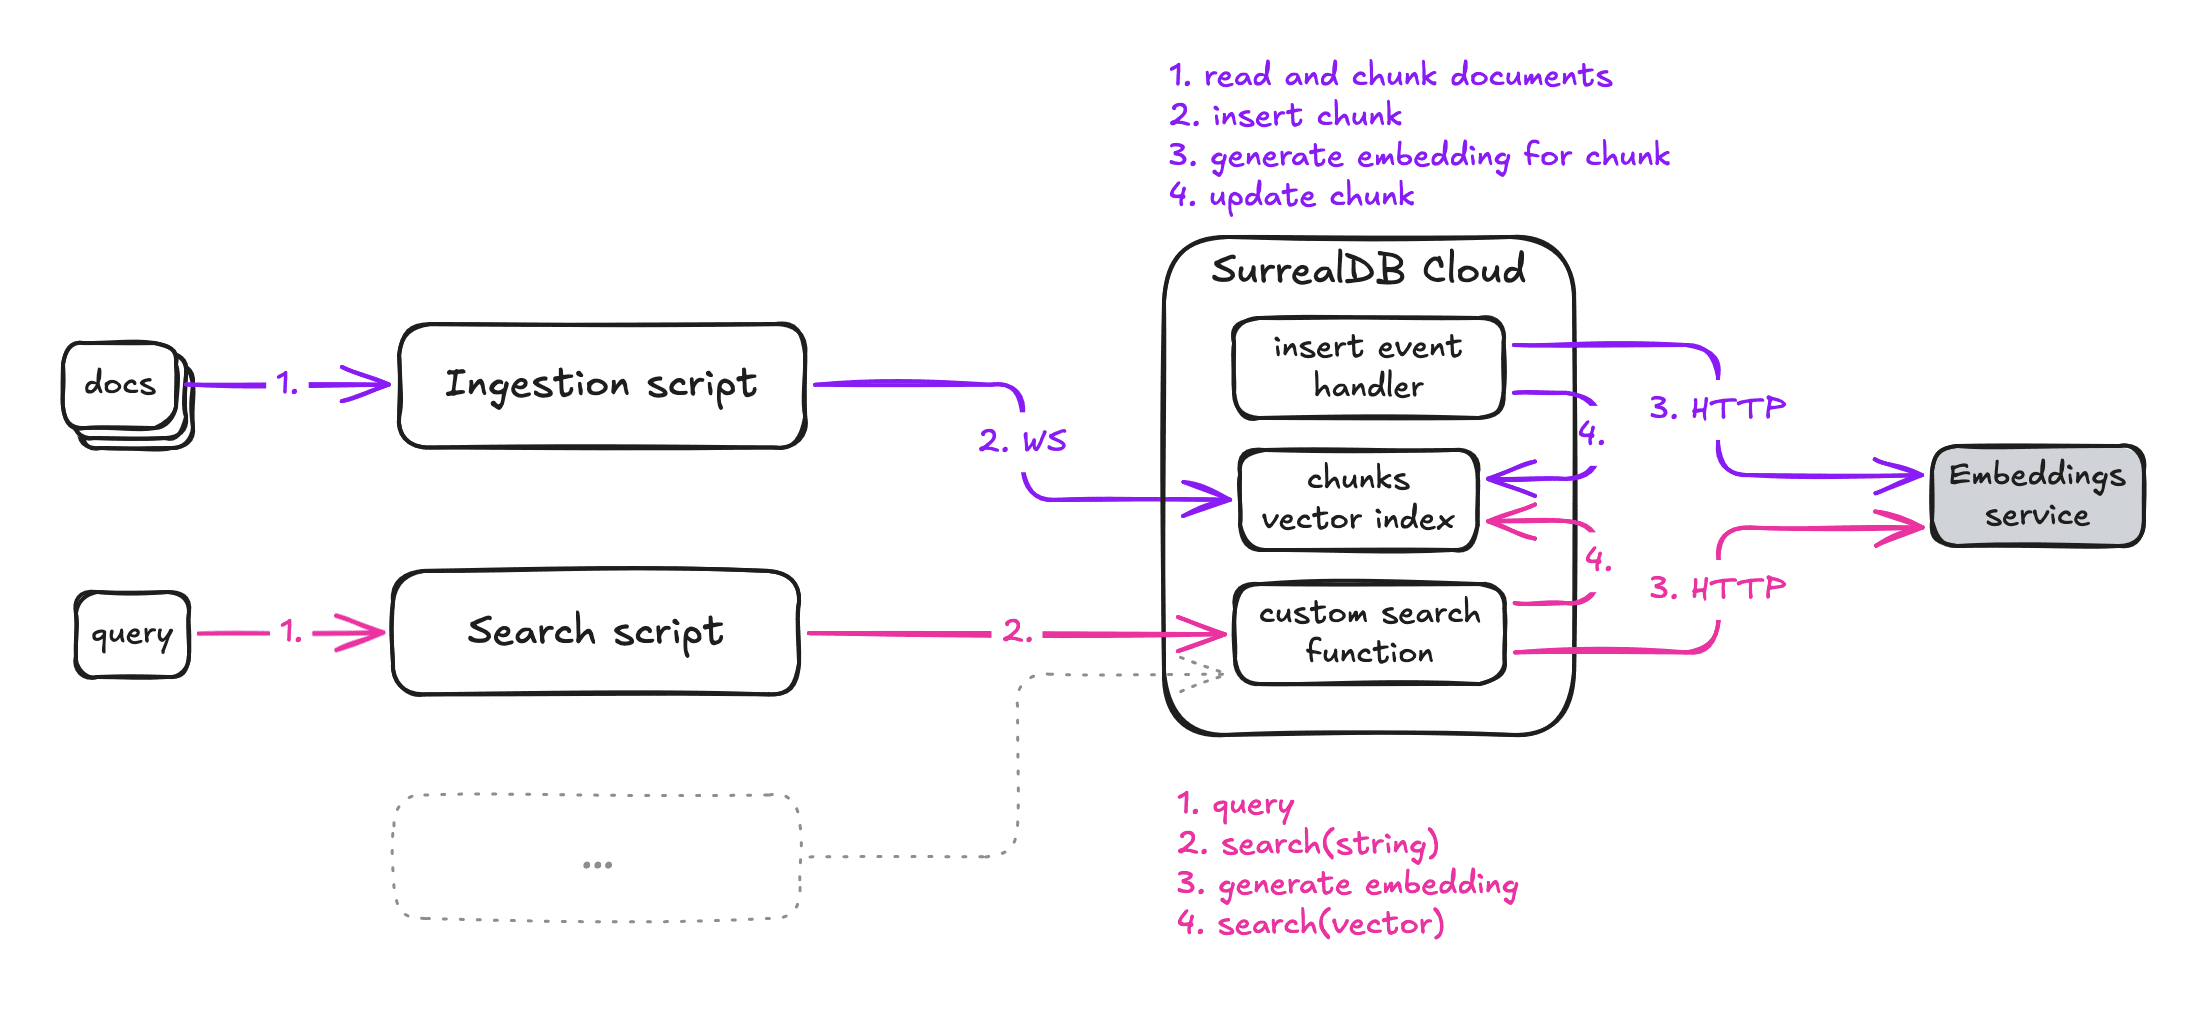 1. read and chunk documents
2. insert chunk
3. generate embedding for chunk
4. update chunk
SurrealDB Cloud
docs
1.
Ingestion script
2. WS
insert event
handler
4.
3. HTTP
chunks
vector index
Embeddings
service
query
1.
Search script
2.
custom search
function
4.
3. HTTP
...
1. query
2. search(string)
3. generate embedding
4. search(vector)